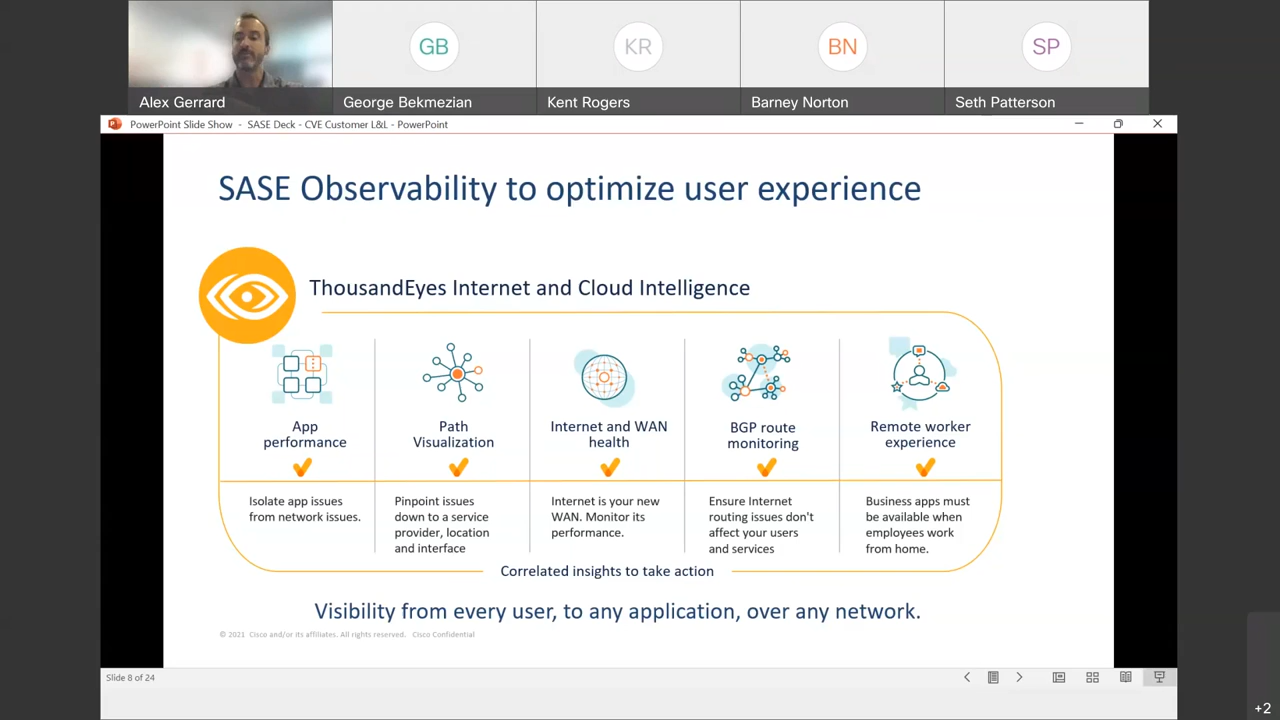 GB
KR
BN
SP
Alex Gerrard
George Bekmezian
Kent Rogers
Barney Norton
Seth Patterson
PowerPoint Slide Show - SASE Deck - CVE Customer L&L - PowerPoint
SASE Observability to optimize user experience
ThousandEyes Internet and Cloud Intelligence
App
performance
Isolate app issues
from network issues.
Path
Visualization
Pinpoint issues
down to a service
provider, location
and interface
Internet and WAN
health
Internet is your new
WAN. Monitor its
performance.
BGP route
monitoring
Ensure Internet
routing issues don't
affect your users
and services
Remote worker
experience
Business apps must
be available when
employees work
from home.
Correlated insights to take action
Visibility from every user, to any application, over any network.
© 2021 Cisco and/or its affiliates. All rights reserved. Cisco Confidential
Slide 8 of 24
+2